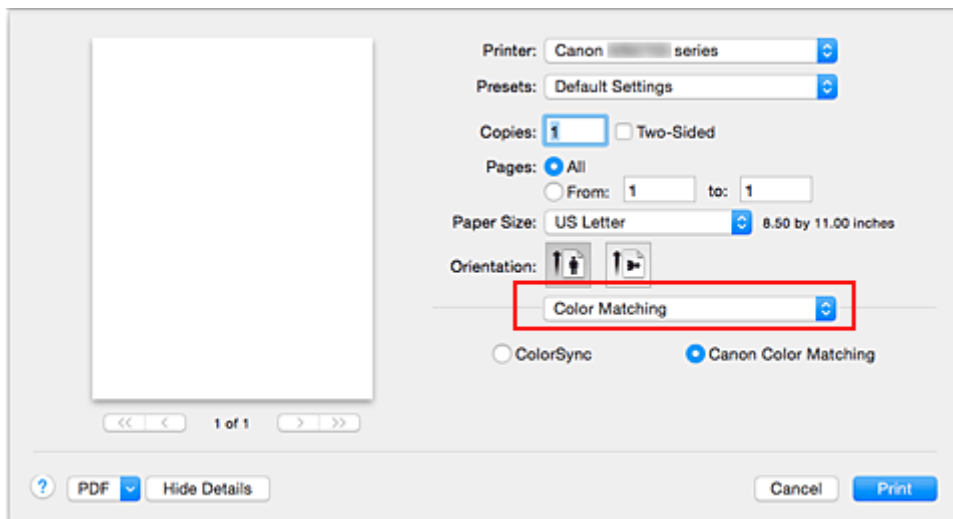 Printer: Canon series
Presets: Default Settings
Copies: 1 Two-Sided
Pages: All
From: 1 to: 1
Paper Size: US Letter 8.50 by 11.00 inches
Orientation:
Color Matching
ColorSync Canon Color Matching
<< < 1 of 1 > >>
? PDF Hide Details Cancel Print